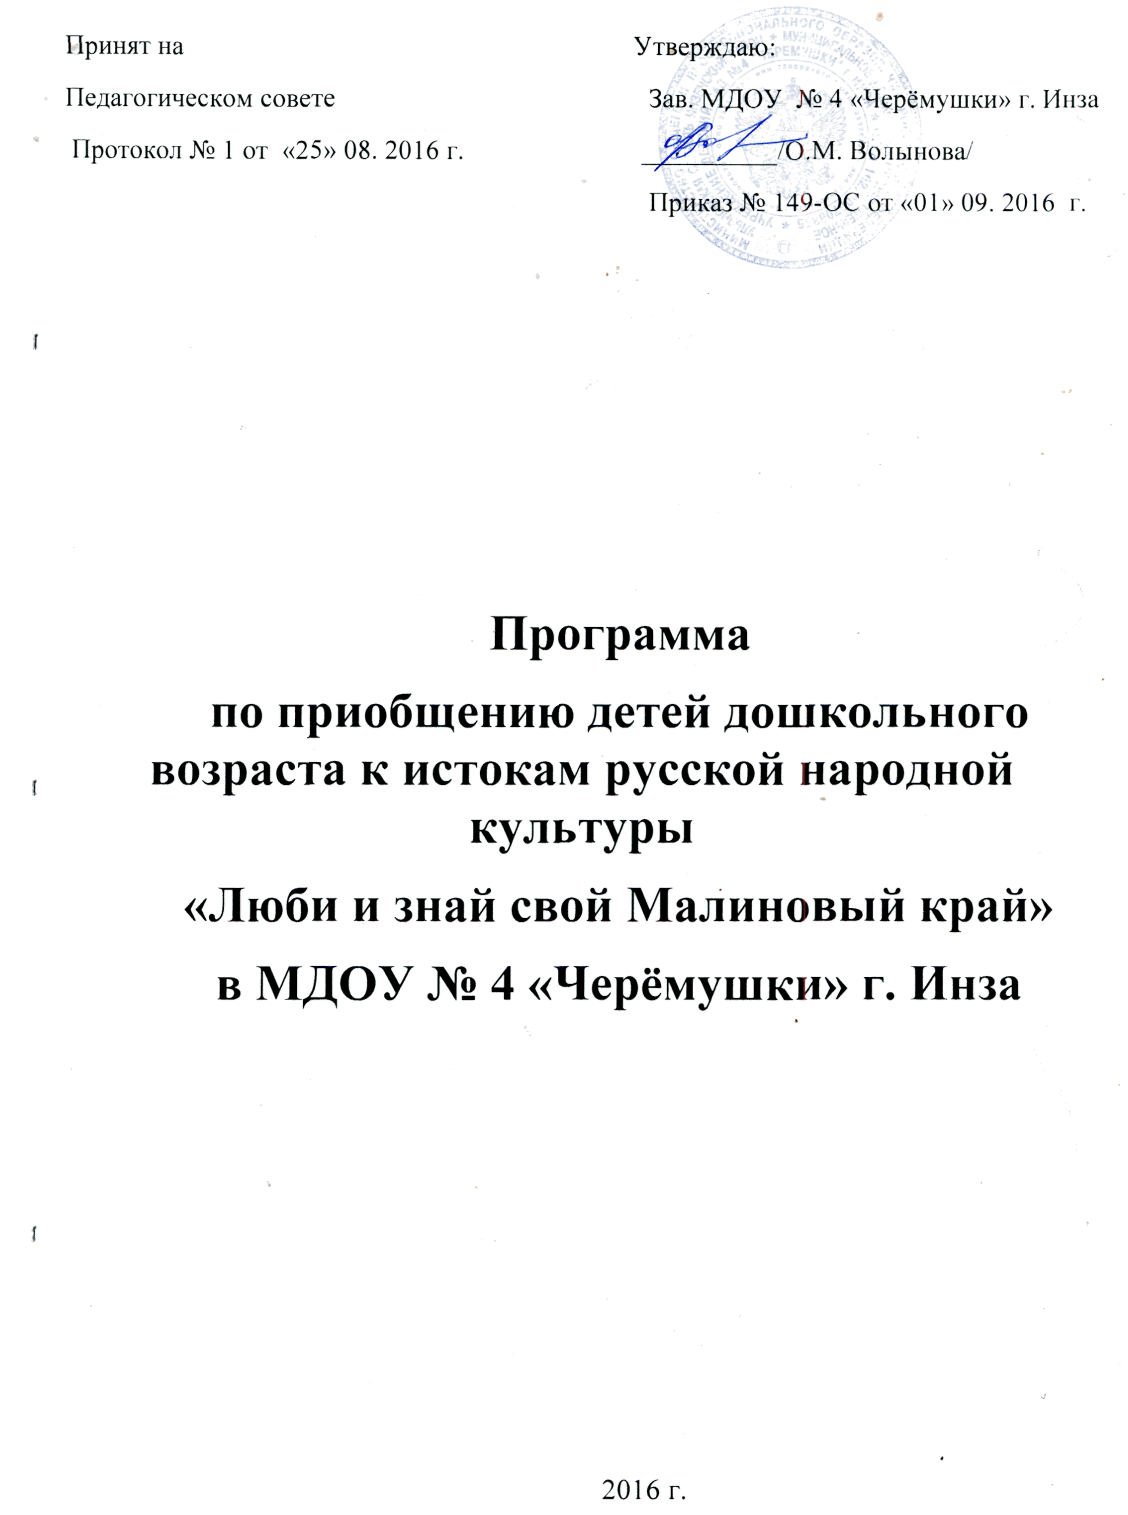 Принят на
Педагогическом совете
Протокол № 1 от «25» 08. 2016 г.
Утверждаю:
Зав. МДОУ № 4 «Черёмушки» г. Инза
/О.М. Волынова/
Приказ № 149-ОС от «01» 09. 2016 г.
Программа
по приобщению детей дошкольного
возраста к истокам русской народной
культуры
«Люби и знай свой Малиновый край»
в МДОУ № 4 «Черёмушки» г. Инза
2016 г.